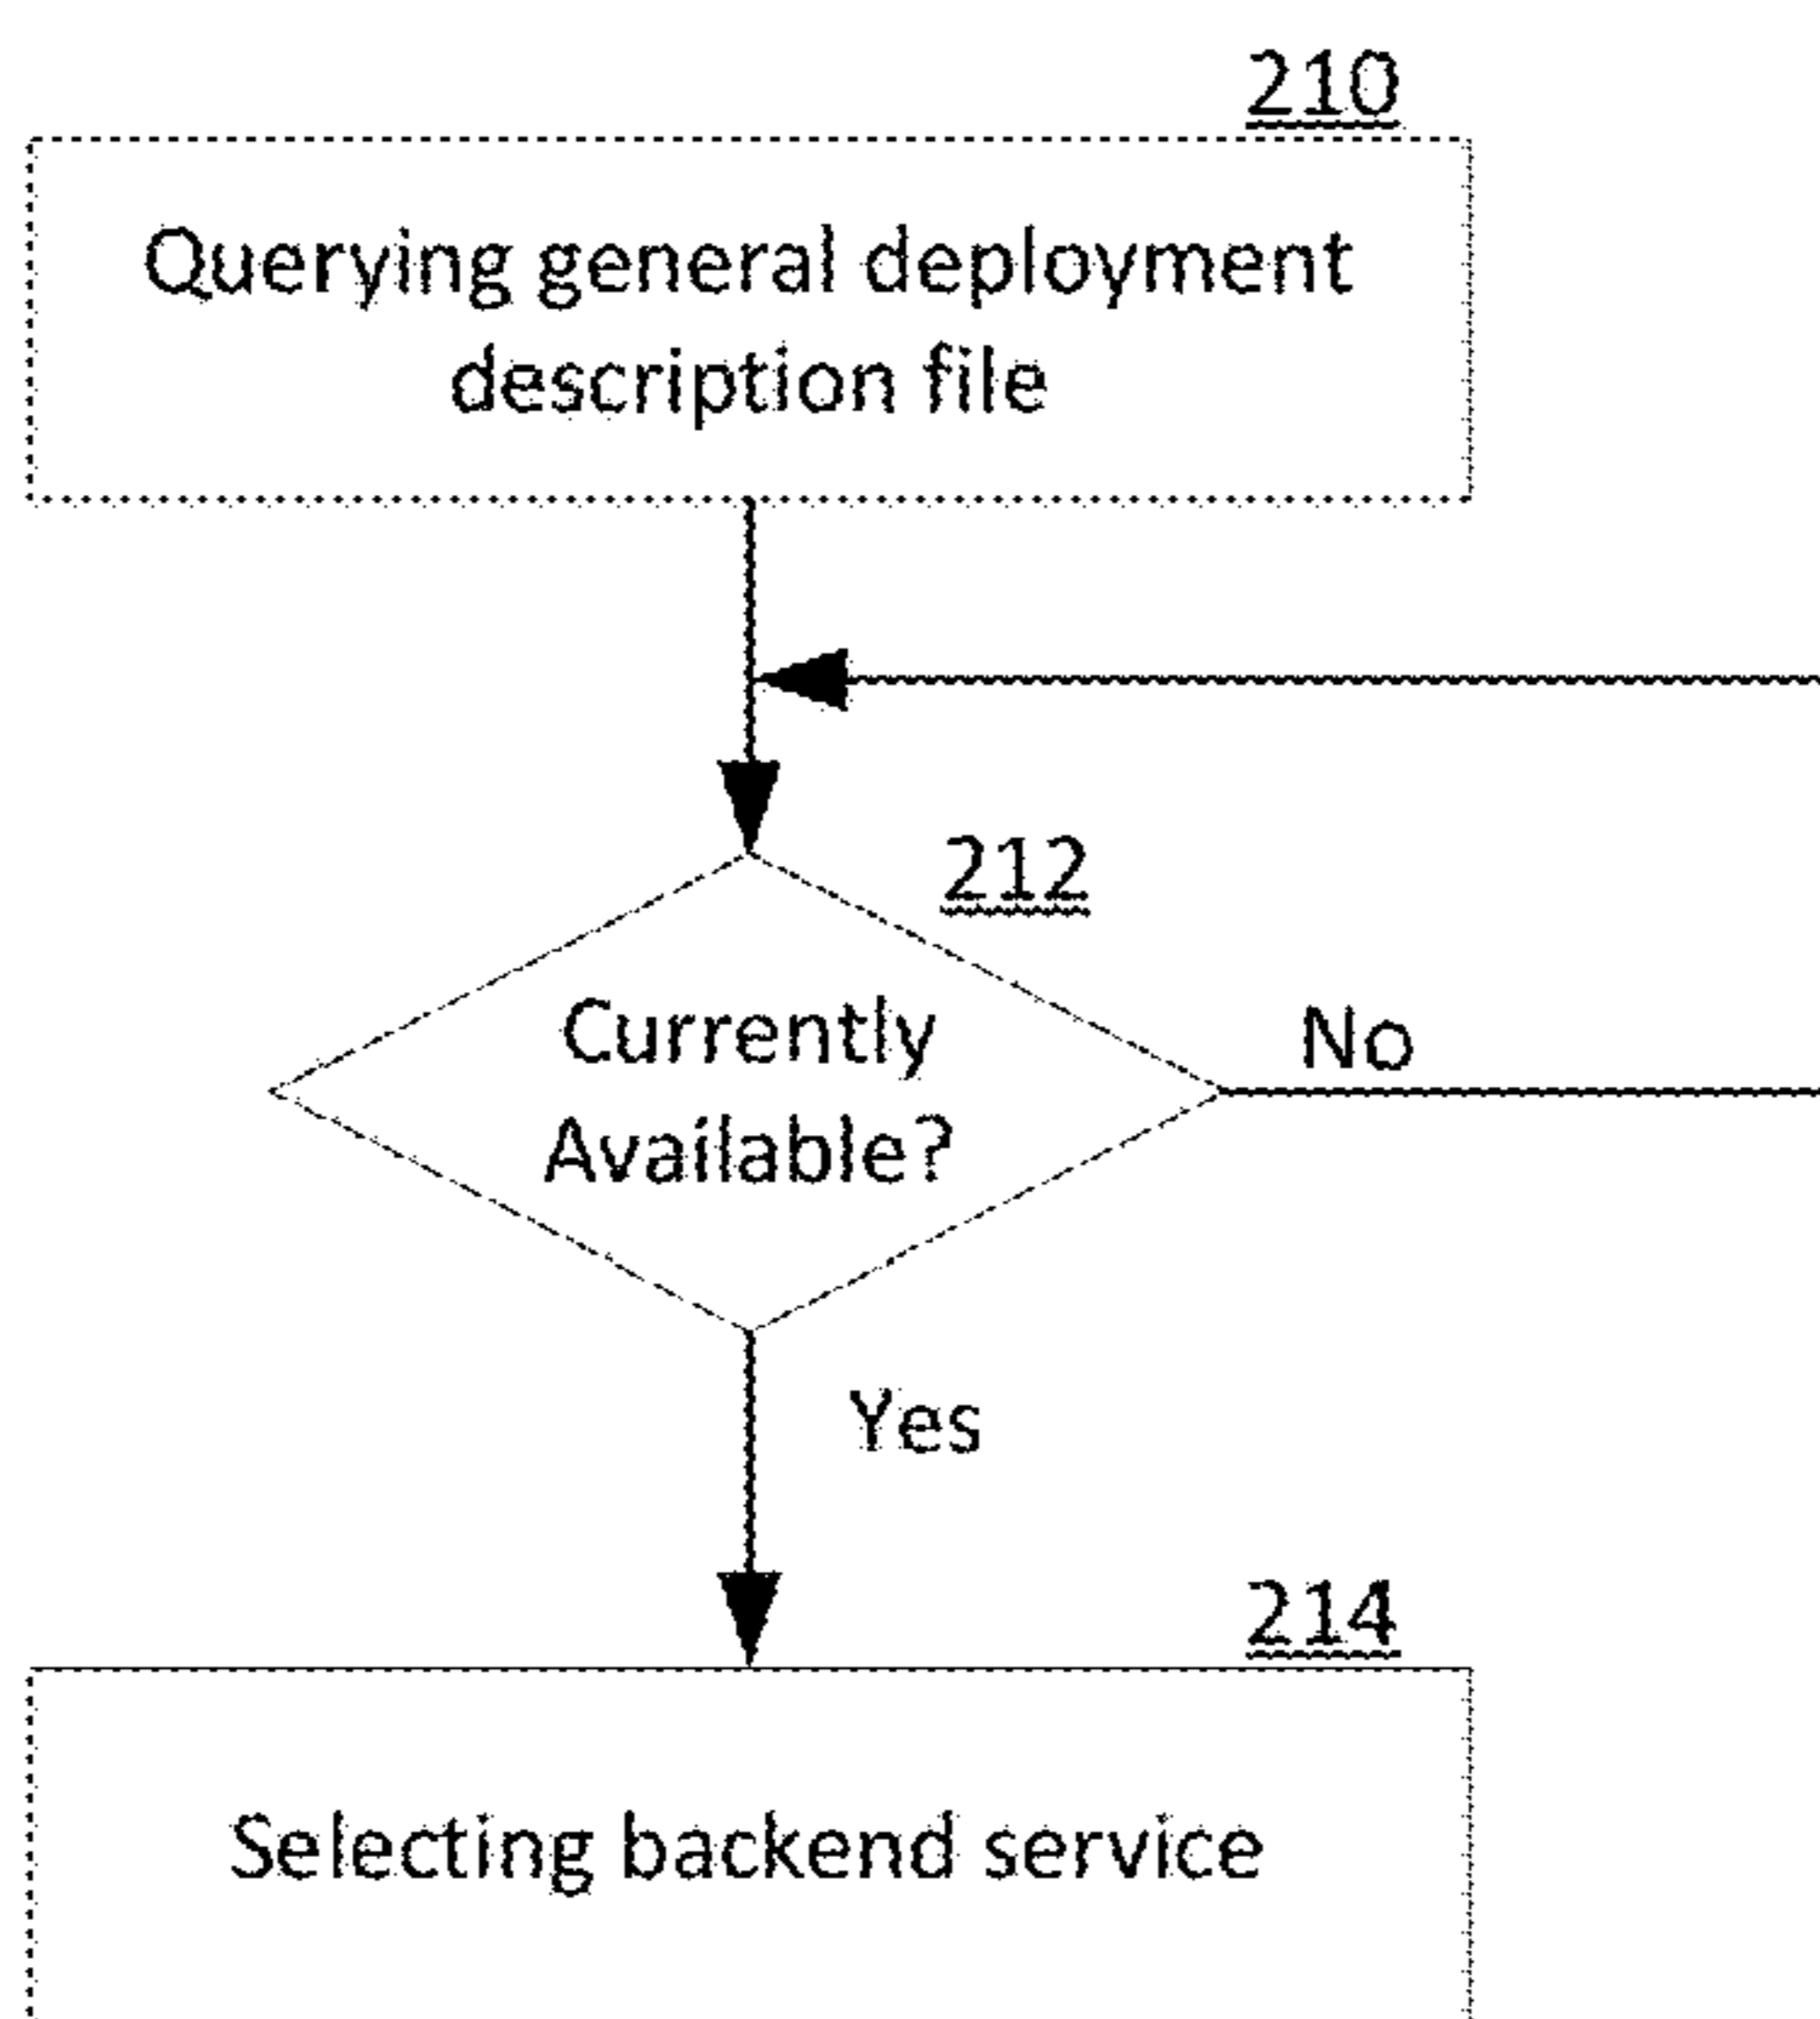 210
Querying general deployment
description file
212
Currently
Available?
No
Yes
214
Selecting backend service